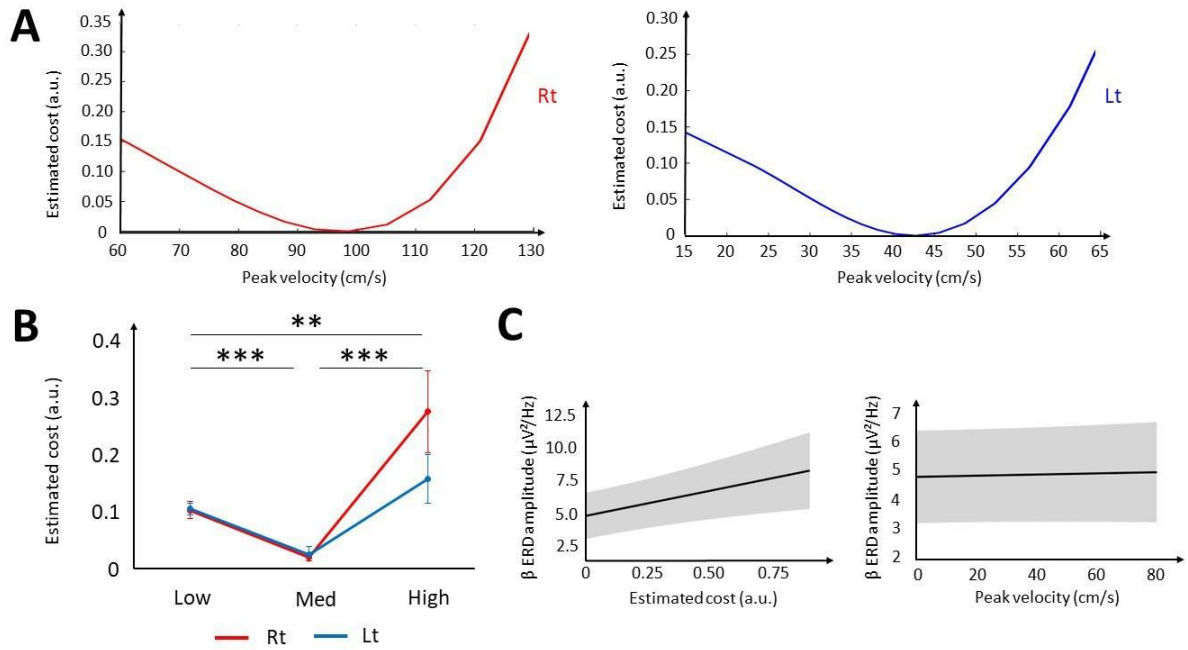 A
Estimated cost (a.u.)
0.35
0.30
0.25
0.20
0.15
0.10
0.05
0
60 70 80 90 100 110 120 130
Peak velocity (cm/s)
Rt
Estimated cost (a.u.)
0.30
0.25
0.20
0.15
0.10
0.05
0
15 20 25 30 35 40 45 50 55 60 65
Peak velocity (cm/s)
Lt
B
Estimated cost (a.u.)
0.4
0.3
0.2
0.1
0
**
*** ***
Low Med High
Rt Lt
C
β ERD amplitude (μV²/Hz)
12.5
10.0
7.5
5.0
2.5
0 0.25 0.50 0.75
Estimated cost (a.u.)
β ERD amplitude (μV²/Hz)
7
6
5
4
3
2
0 20 40 60 80
Peak velocity (cm/s)